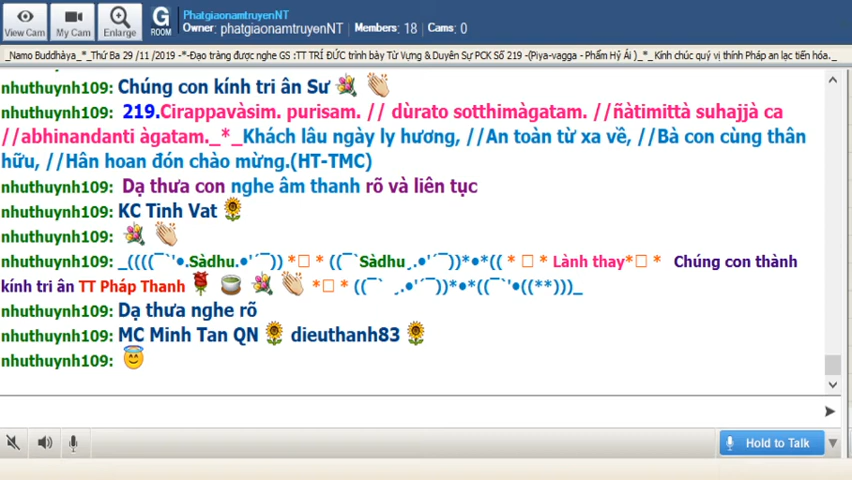 PhatgiaonamtruyenNT
Owner: phatgiaonamtruyenNT Members: 18 Cams: 0
View Cam My Cam Enlarge G ROOM
_Namo Buddhàya_*_Thứ Ba 29 /11 /2019 -*-Đạo tràng được nghe GS :TT TRÍ ĐỨC trình bày Từ Vựng & Duyên Sự PCK Số 219 -(Piya-vagga - Phẩm Hỷ Ái )_*_ Kính chúc quý vị thính Pháp an lạc tiến hóa._
nhuthuynh109: Chúng con kính tri ân Sư
nhuthuynh109: 219.Cirappavàsim. purisam. // dùrato sotthimàgatam. //ñàtimittà suhajjà ca
//abhinandanti àgatam._*_Khách lâu ngày ly hương, //An toàn từ xa về, //Bà con cùng thân
hữu, //Hân hoan đón chào mừng.(HT-TMC)
nhuthuynh109: Dạ thưa con nghe âm thanh rõ và liên tục
nhuthuynh109: KC Tinh Vat
nhuthuynh109:
nhuthuynh109: _((((¯`'•.Sàdhu.•'´¯)) *□ * ((¯`Sàdhu¸.•'´¯))*•*(( * □ * Lành thay*□ * Chúng con thành
kính tri ân TT Pháp Thanh *□ * ((¯` ¸.•'´¯))*•*((¯`'•((**)))_
nhuthuynh109: Dạ thưa nghe rõ
nhuthuynh109: MC Minh Tan QN dieuthanh83
nhuthuynh109:
Hold to Talk